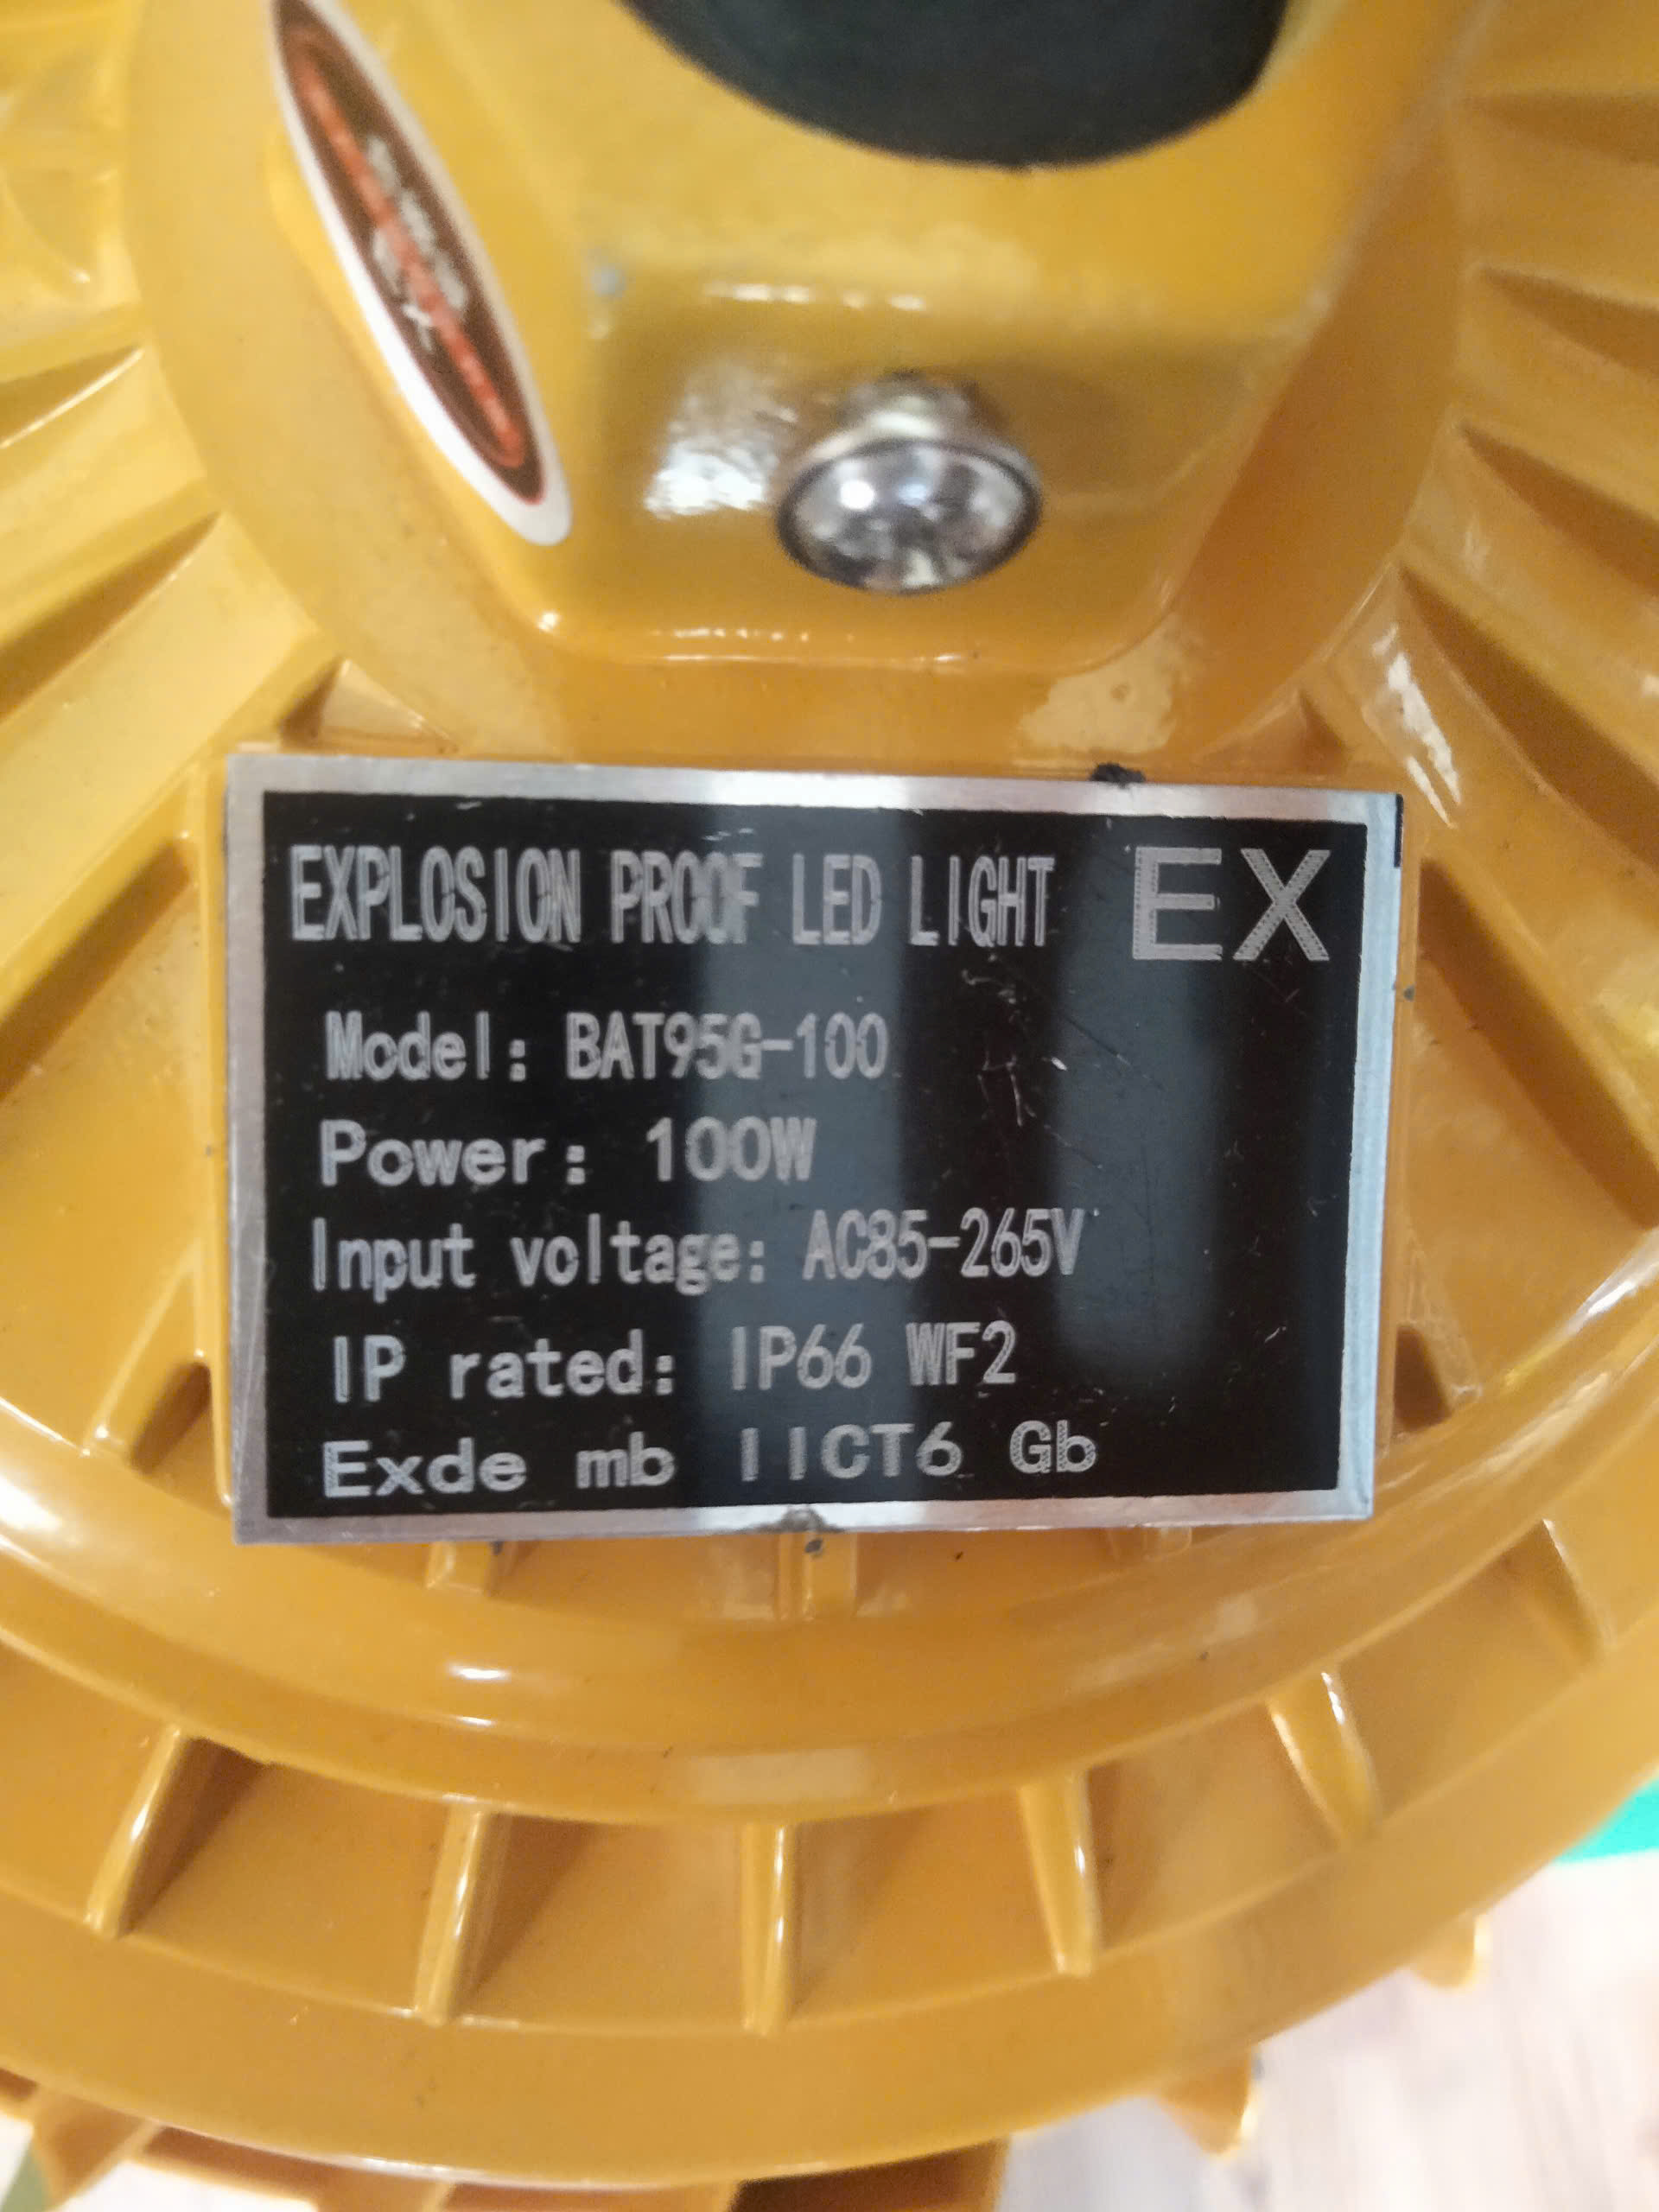 EXPLOSION PROOF LED LIGHT EX
Model: BAT95G-100
Power: 100W
Input voltage: AC85-265V
IP rated: IP66 WF2
Exde mb IICT6 Gb